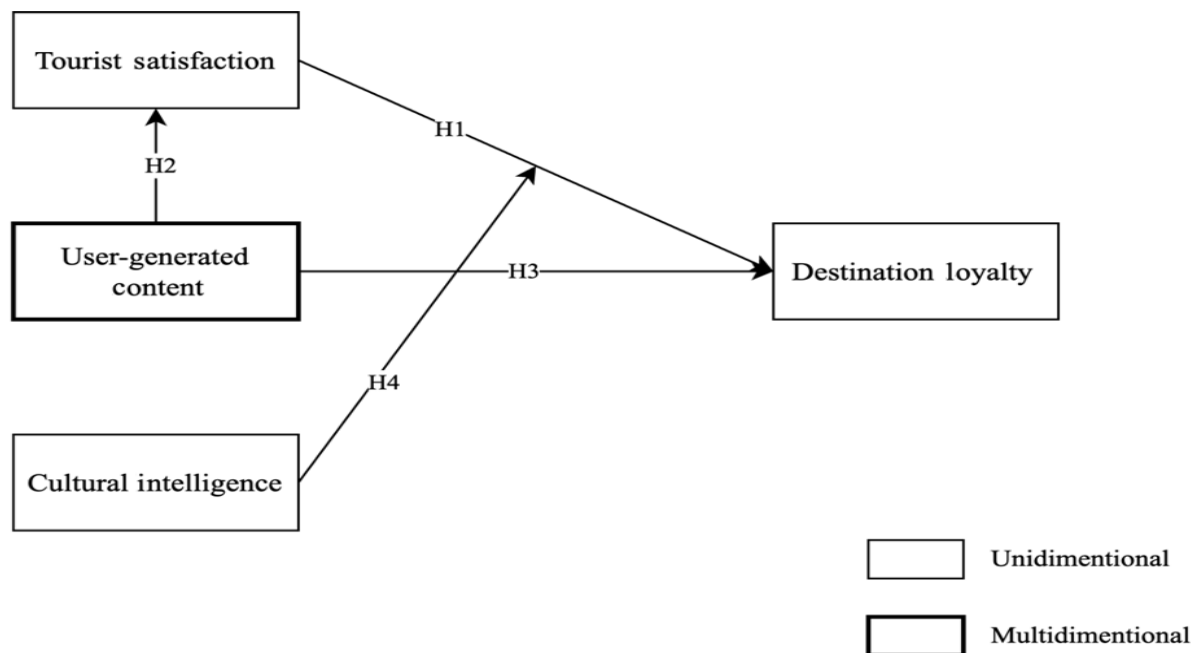 Tourist satisfaction
H1
H2
User-generated
content
H3
Destination loyalty
H4
Cultural intelligence
Unidimentional
Multidimentional